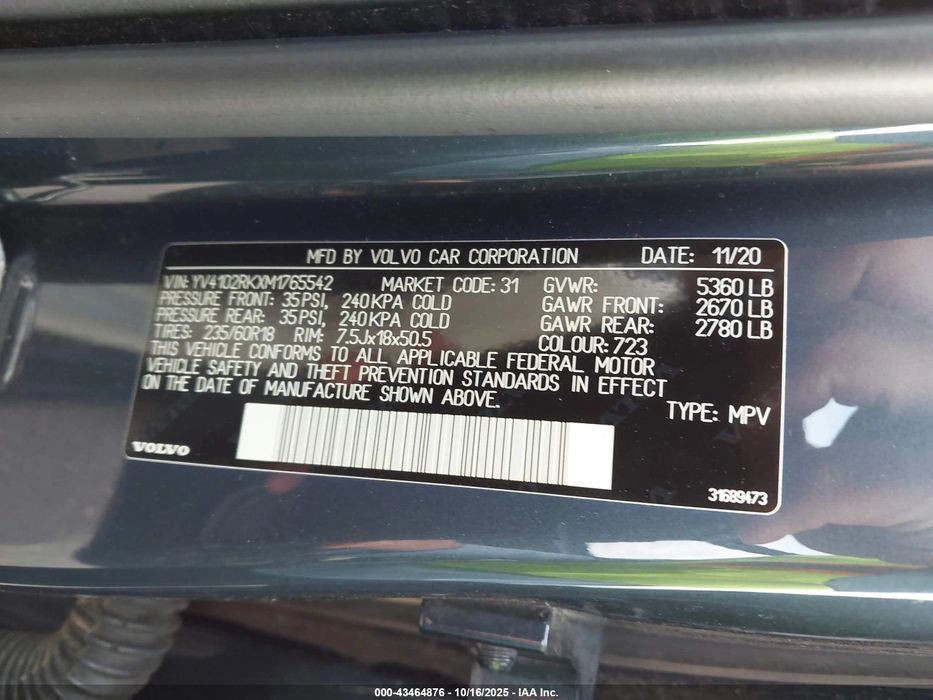 MFD BY VOLVO CAR CORPORATION DATE: 11/20
VIN: YV4102RKXM1765542 MARKET CODE: 31 GVWR: 5360 LB
PRESSURE FRONT: 35 PSI, 240 KPA COLD GAWR FRONT: 2670 LB
PRESSURE REAR: 35 PSI, 240 KPA COLD GAWR REAR: 2780 LB
TIRES: 235/60R18 RIM: 7.5Jx18x50.5 COLOUR: 723
THIS VEHICLE CONFORMS TO ALL APPLICABLE FEDERAL MOTOR
VEHICLE SAFETY AND THEFT PREVENTION STANDARDS IN EFFECT
ON THE DATE OF MANUFACTURE SHOWN ABOVE.
TYPE: MPV
VOLVO
31689473
000-43464876 - 10/16/2025 - IAA Inc.